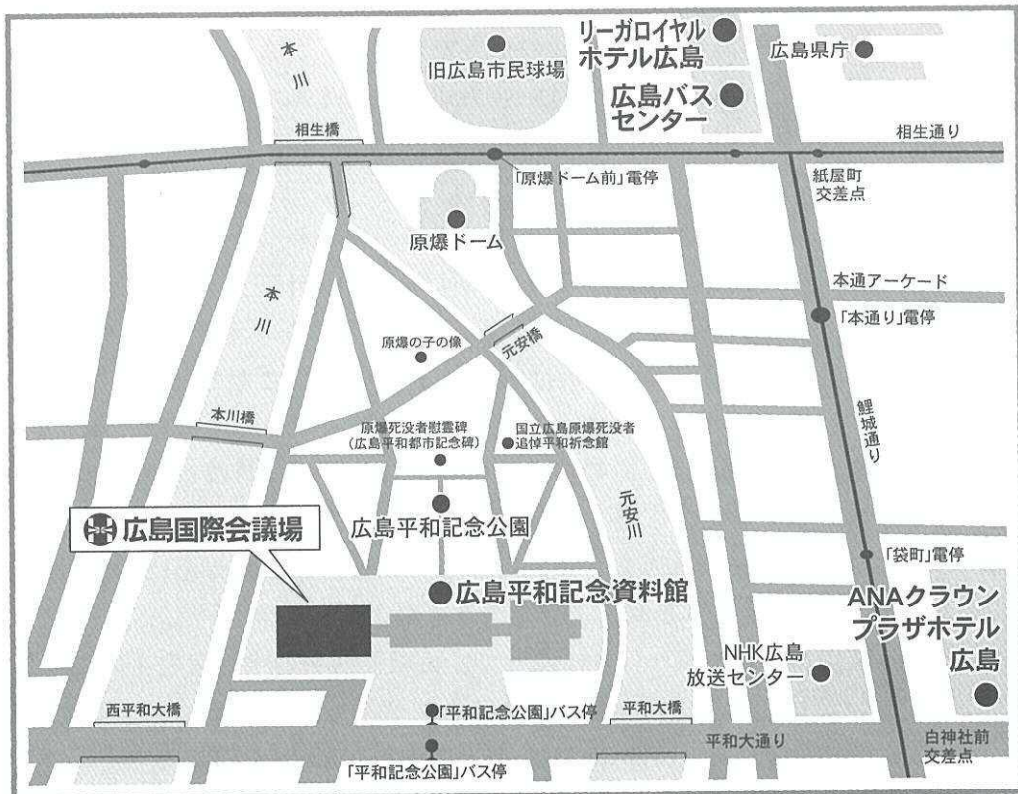 本川
旧広島市民球場
リーガロイヤル
ホテル広島
広島県庁
広島バス
センター
相生橋
相生通り
「原爆ドーム前」電停
紙屋町
交差点
原爆ドーム
本通アーケード
本川
「本通り」電停
原爆の子の像
元安橋
本川橋
鯉城通り
原爆死没者慰霊碑
(広島平和都市記念碑)
国立広島原爆死没者
追悼平和祈念館
元安川
広島平和記念公園
広島国際会議場
「袋町」電停
広島平和記念資料館
ANAクラウン
プラザホテル
広島
NHK広島
放送センター
西平和大橋
「平和記念公園」バス停
平和大橋
平和大通り
白神社前
交差点
「平和記念公園」バス停